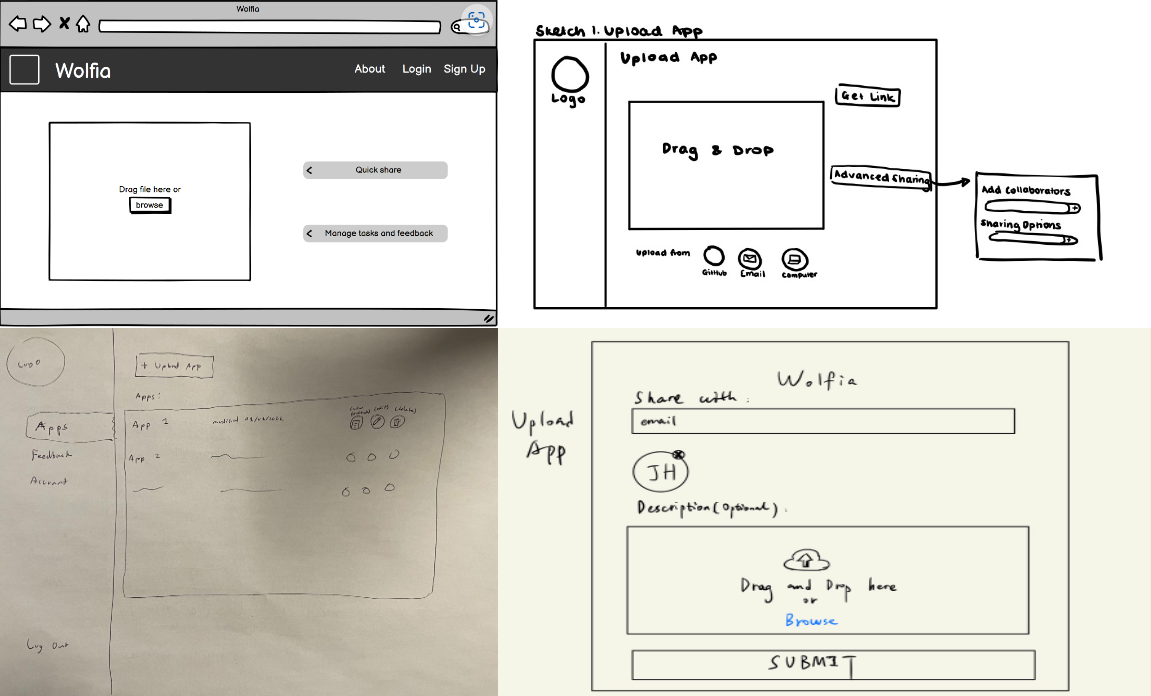 Wolfia
Wolfia
About Login Sign Up
Drag file here or
browse
Quick share
Manage tasks and feedback
Sketch 1. Upload App
Logo
Upload App
Get Link
Drag & Drop
Advanced Sharing
Add Collaborators
Sharing Options
Upload from
GitHub Email Computer
Logo
+ Upload App
Apps:
Apps
Feedback
Account
App 1
modified
(edit) (delete)
App 2
Log Out
Upload
App
Wolfia
Share with:
email
JH
Description (Optional):
Drag and Drop here
or
Browse
SUBMIT